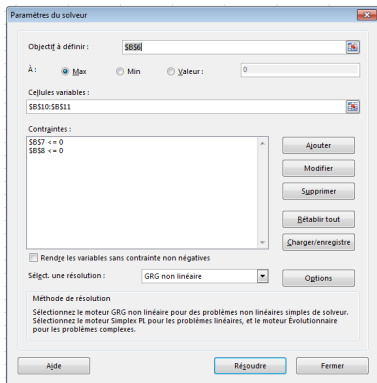 Paramètres du solveur
Objectif à définir : $B$6
À : Max Min Valeur : 0
Cellules variables :
$B$10:$B$11
Contraintes :
$B$7 <= 0
$B$8 <= 0
Ajouter
Modifier
Supprimer
Rétablir tout
Charger/enregistrer
Rendre les variables sans contrainte non négatives
Sélect. une résolution : GRG non linéaire Options
Méthode de résolution
Sélectionnez le moteur GRG non linéaire pour des problèmes non linéaires simples de solveur.
Sélectionnez le moteur Simplex PL pour les problèmes linéaires, et le moteur Évolutionnaire
pour les problèmes complexes.
Aide Résoudre Fermer